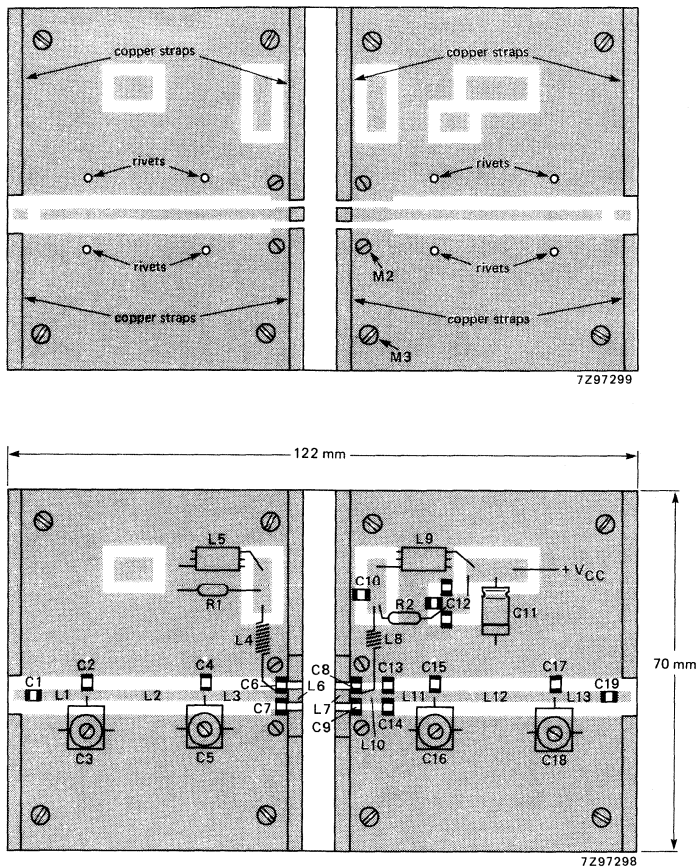 copper straps
copper straps
rivets
rivets
rivets
rivets
M2
copper straps
copper straps
M3
7Z97299
122 mm
L5
L9
+ VCC
C10
R1
R2
C12
C11
L4
L8
70 mm
C1
C2
C4
C6
C8
C13
C15
C17
C19
L1
L2
L3
L6
L11
L12
L13
C7
L7
C14
C9
L10
C3
C5
C16
C18
7Z97298